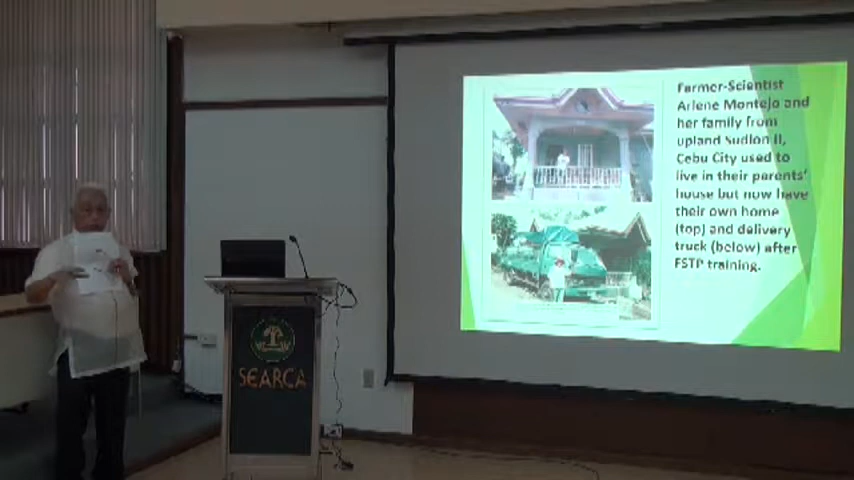 Farmer-Scientist
Arlene Montejo and
her family from
upland Sudlon II,
Cebu City used to
live in their parents'
house but now have
their own home
(top) and delivery
truck (below) after
FSTP training.
SEARCA